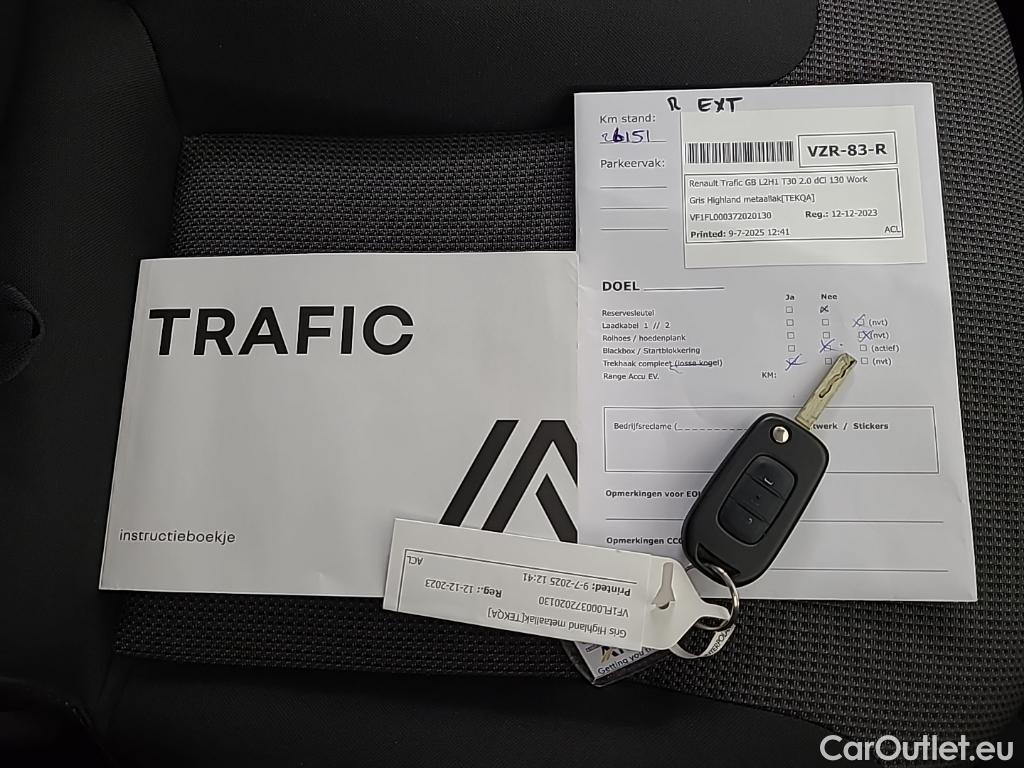 R EXT
Km stand:
26151
Parkeervak:
VZR-83-R
Renault Trafic GB L2H1 T30 2.0 dCi 130 Work
Gris Highland metaallak[TEKQA]
VF1FL000372020130 Reg.: 12-12-2023
Printed: 9-7-2025 12:41 ACL
DOEL
Ja Nee
Reservesleutel
Laadkabel 1 // 2 (nvt)
Rolhoes / hoedenplank (nvt)
Blackbox / Startblokkering (actief)
Trekhaak compleet (losse kogel) (nvt)
Range Accu EV. KM:
Bedrijfsreclame ( twerk / Stickers
Opmerkingen voor
Opmerkingen
TRAFIC
instructieboekje
Gris Highland metaallak[TEKQA]
VF1FL000372020130 Reg.: 12-12-2023
Printed: 9-7-2025 12:41 ACL
Getting you
CarOutlet.eu